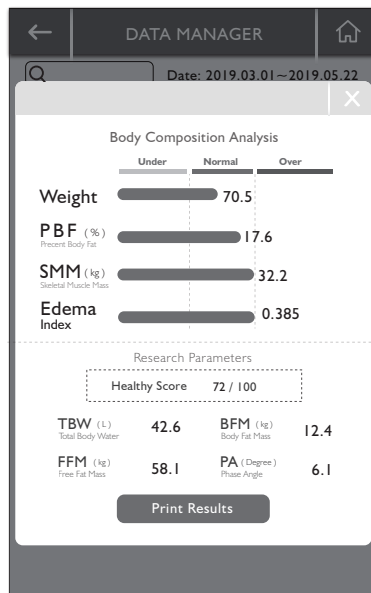 DATA MANAGER
Date: 2019.03.01~2019.05.22
X
Body Composition Analysis
Under Normal Over
Weight 70.5
PBF (%) 17.6
Precent Body Fat
SMM (kg) 32.2
Skeletal Muscle Mass
Edema 0.385
Index
Research Parameters
Healthy Score 72 / 100
TBW (L) 42.6 BFM (kg) 12.4
Total Body Water Body Fat Mass
FFM (kg) 58.1 PA (Degree) 6.1
Free Fat Mass Phase Angle
Print Results